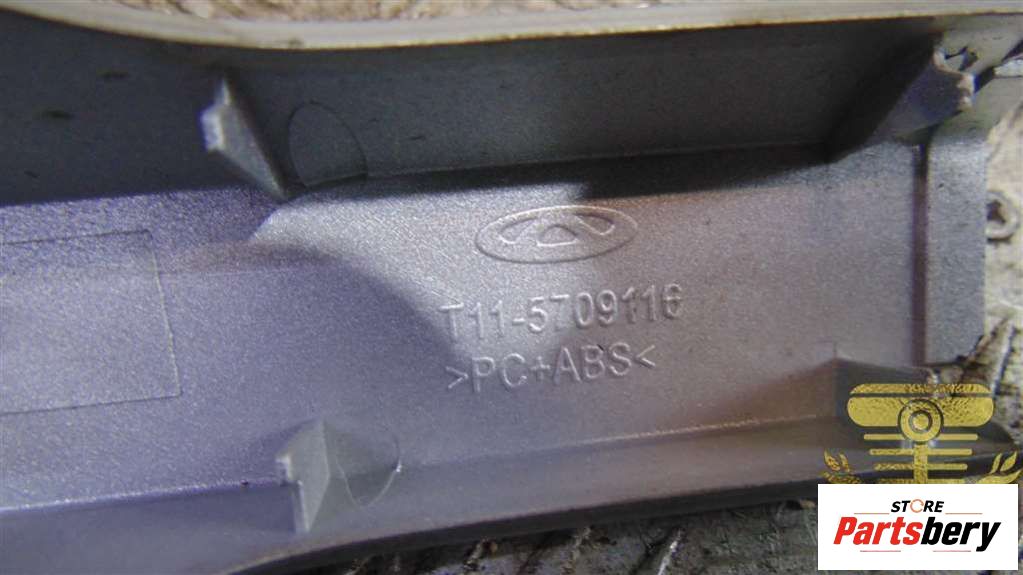 T11-5709116
>PC+ABS<
STORE
Partsbery